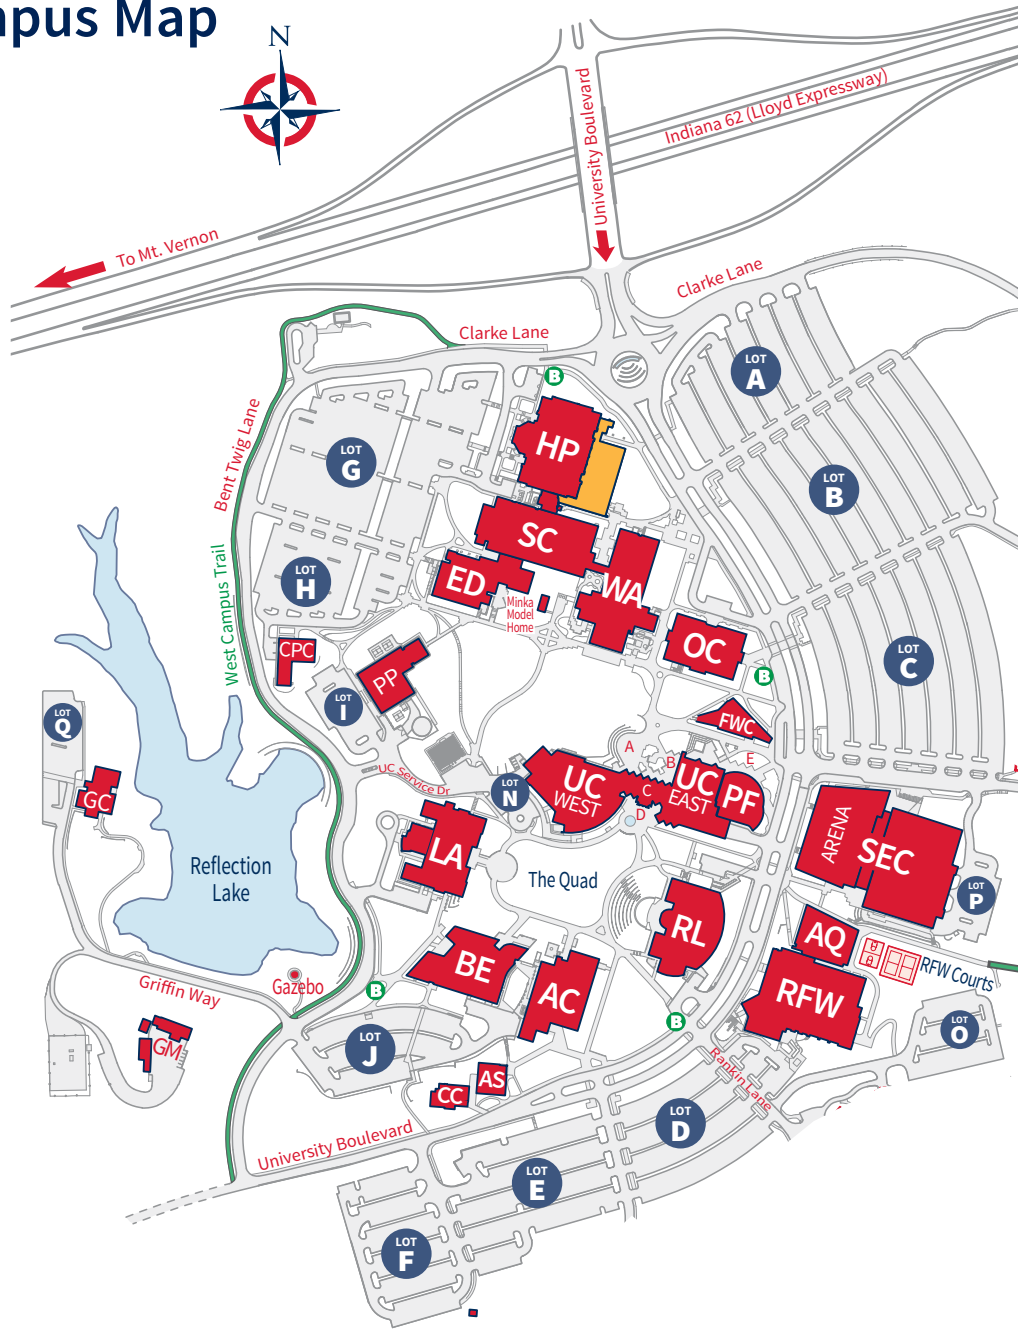 Map
N
University Boulevard
Indiana 62 (Lloyd Expressway)
To Mt. Vernon
Clarke Lane
Clarke Lane
B
LOT
A
Bent Twig Lane
HP
LOT
G
LOT
B
SC
West Campus Trail
LOT
H
ED
WA
Minka
Model
Home
CPC
OC
LOT
C
PP
B
LOT
I
LOT
Q
FWC
A
B
E
UC Service Dr
GC
LOT
N
UC
WEST
C
UC
EAST
PF
D
ARENA
SEC
LA
Reflection
Lake
The Quad
LOT
P
RL
AQ
BE
RFW Courts
Gazebo
Griffin Way
B
AC
RFW
B
LOT
O
GM
LOT
J
Rankin Lane
AS
CC
LOT
D
University Boulevard
LOT
E
LOT
F